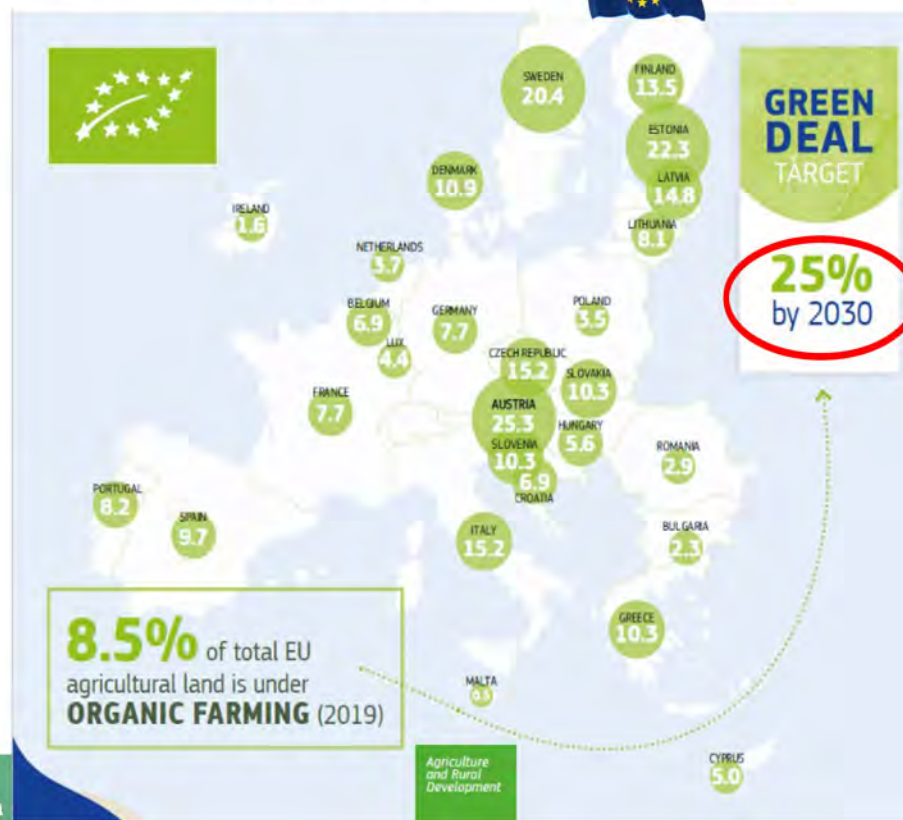 SWEDEN
20.4
FINLAND
13.5
ESTONIA
22.3
LATVIA
14.8
LITHUANIA
8.1
DENMARK
10.9
IRELAND
1.6
NETHERLANDS
3.7
BELGIUM
6.9
LUX
4.4
GERMANY
7.7
POLAND
3.5
CZECH REPUBLIC
15.2
SLOVAKIA
10.3
AUSTRIA
25.3
HUNGARY
5.6
SLOVENIA
10.3
6.9
CROATIA
FRANCE
7.7
ROMANIA
2.9
PORTUGAL
8.2
SPAIN
9.7
ITALY
15.2
BULGARIA
2.3
GREECE
10.3
MALTA
0.5
CYPRUS
5.0
GREEN
DEAL
TARGET
25%
by 2030
8.5% of total EU
agricultural land is under
ORGANIC FARMING (2019)
Agriculture
and Rural
Development